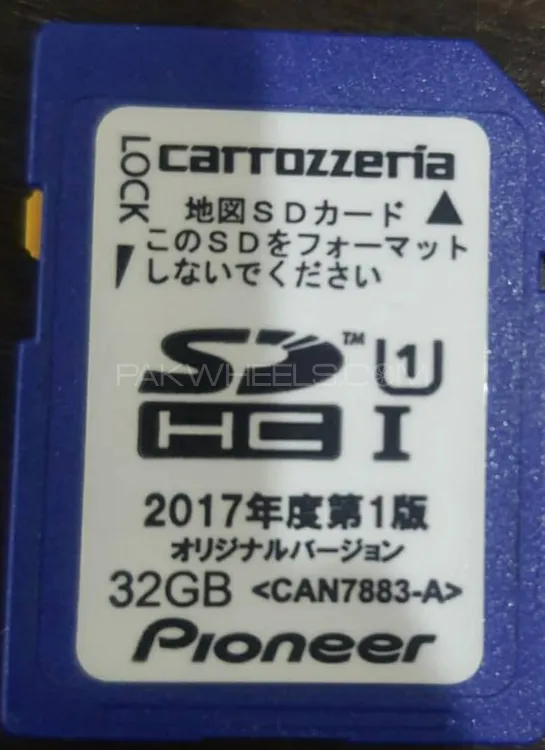 LOCK
carrozzeria
地図SDカード ▲
このSDをフォーマット
しないでください
SD™ U1
HC I
PAKWHEELS.COM
2017年度第1版
オリジナルバージョン
32GB <CAN7883-A>
Pioneer